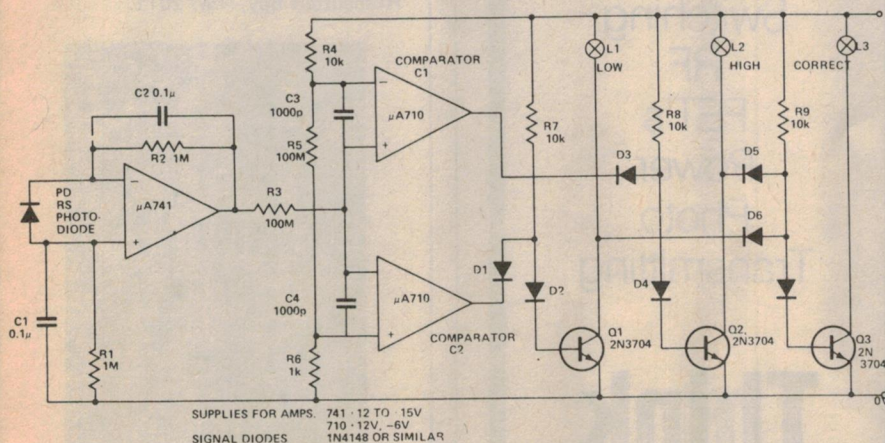 C2 0.1µ
R2 1M
PD
RS
PHOTO-
DIODE
µA741
C1
0.1µ
R1
1M
R3
100M
R4
10k
C3
1000p
R5
100M
C4
1000p
R6
1k
COMPARATOR
C1
µA710
µA710
COMPARATOR
C2
R7
10k
D1
D2
L1
LOW
D3
R8
10k
D4
Q1
2N3704
L2
HIGH
D5
D6
R9
10k
Q2,
2N3704
L3
CORRECT
Q3
2N
3704
0V
SUPPLIES FOR AMPS. 741 · 12 TO 15V
710 · 12V, -6V
SIGNAL DIODES 1N4148 OR SIMILAR